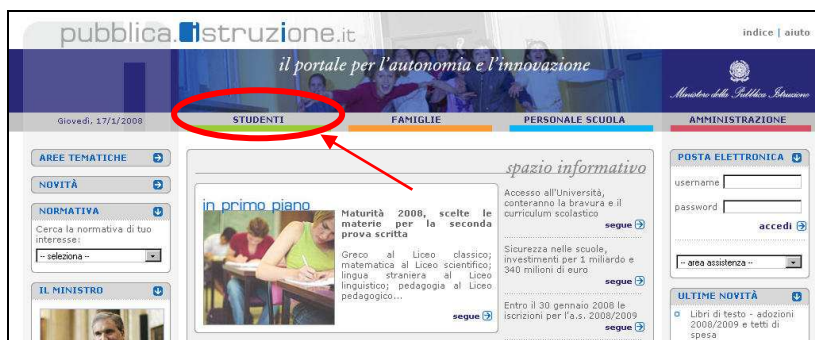 pubblica.istruzione.it
indice | aiuto
il portale per l'autonomia e l'innovazione
Ministero della Pubblica Istruzione
Giovedì, 17/1/2008
STUDENTI
FAMIGLIE
PERSONALE SCUOLA
AMMINISTRAZIONE
AREE TEMATICHE
NOVITÀ
NORMATIVA
Cerca la normativa di tuo
interesse:
-- seleziona --
IL MINISTRO
spazio informativo
in primo piano
Maturità 2008, scelte le
materie per la seconda
prova scritta
Greco al Liceo classico;
matematica al Liceo scientifico;
lingua straniera al Liceo
linguistico; pedagogia al Liceo
pedagogico...
segue
Accesso all'Università,
conteranno la bravura e il
curriculum scolastico
segue
Sicurezza nelle scuole,
investimenti per 1 miliardo e
340 milioni di euro
segue
Entro il 30 gennaio 2008 le
iscrizioni per l'a.s. 2008/2009
segue
POSTA ELETTRONICA
username
password
accedi
-- area assistenza --
ULTIME NOVITÀ
Libri di testo - adozioni
2008/2009 e tetti di
spesa